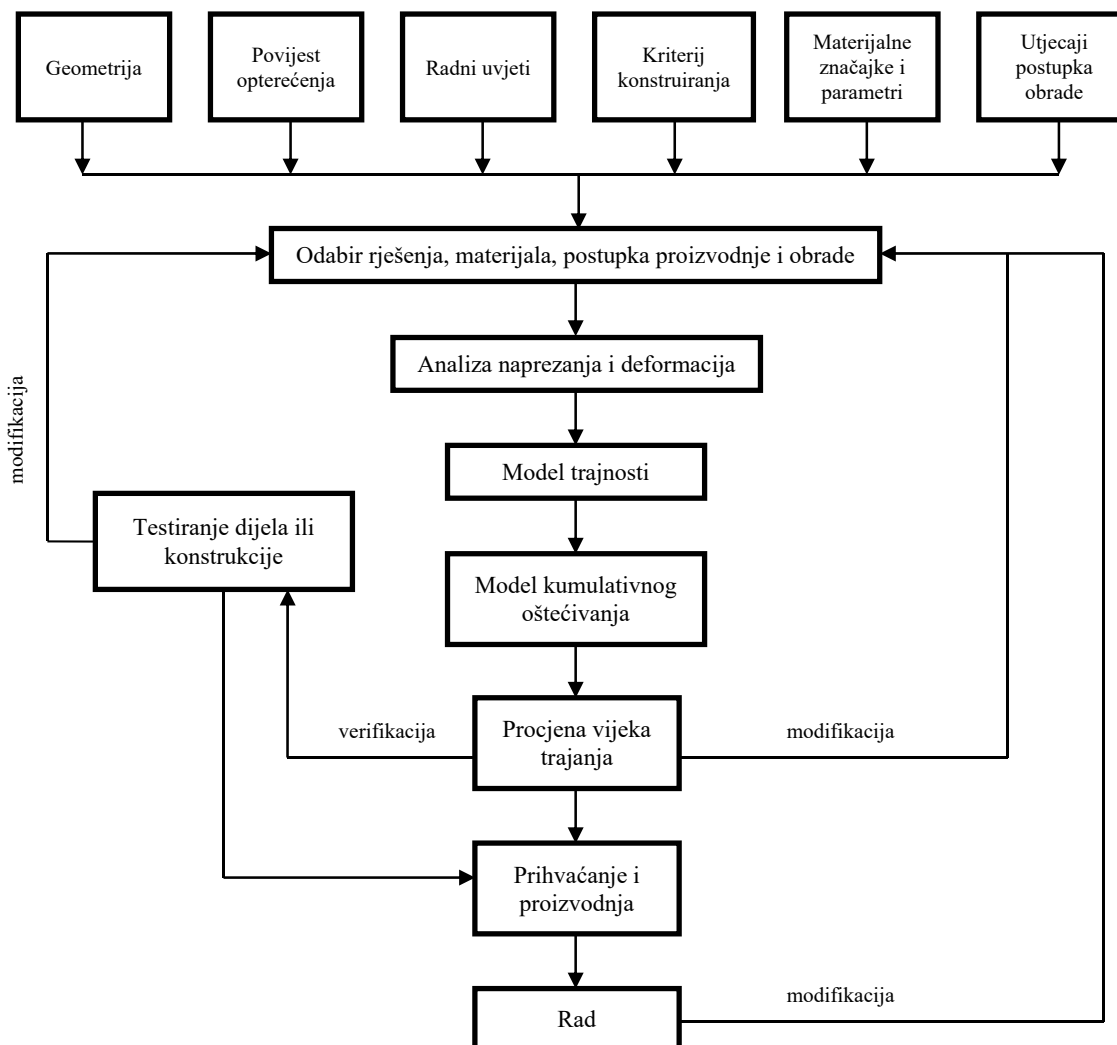 Geometrija
Povijest
opterećenja
Radni uvjeti
Kriterij
konstruiranja
Materijalne
značajke i
parametri
Utjecaji
postupka
obrade
Odabir rješenja, materijala, postupka proizvodnje i obrade
Analiza naprezanja i deformacija
modifikacija
Model trajnosti
Testiranje dijela ili
konstrukcije
Model kumulativnog
oštećivanja
verifikacija
Procjena vijeka
trajanja
modifikacija
Prihvaćanje i
proizvodnja
Rad
modifikacija